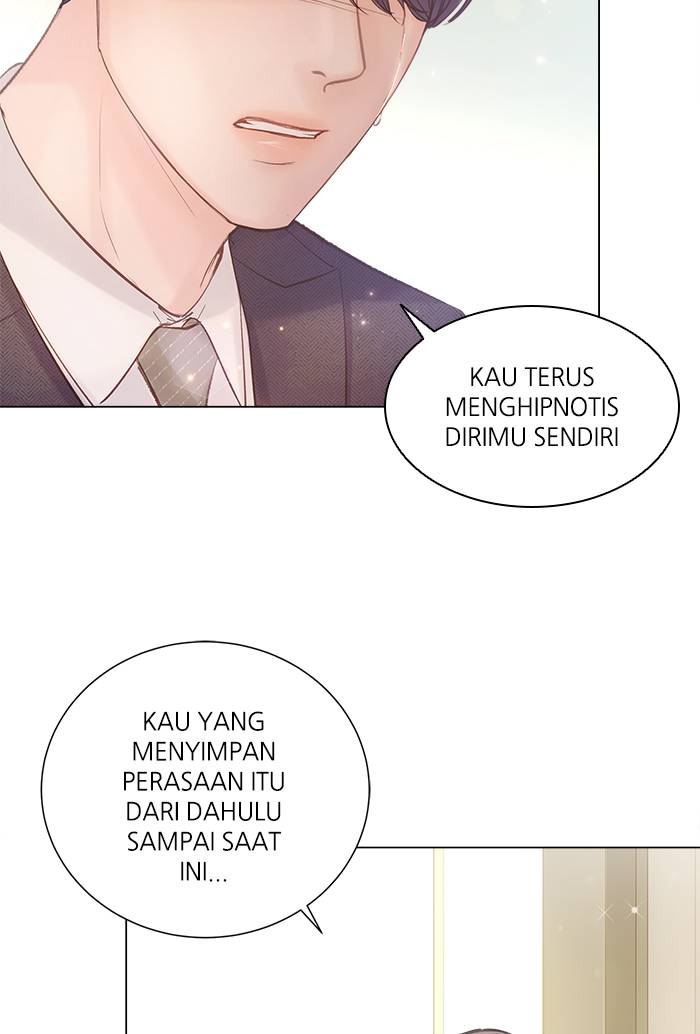 KAU TERUS
MENGHIPNOTIS
DIRIMU SENDIRI
KAU YANG
MENYIMPAN
PERASAAN ITU
DARI DAHULU
SAMPAI SAAT
INI...